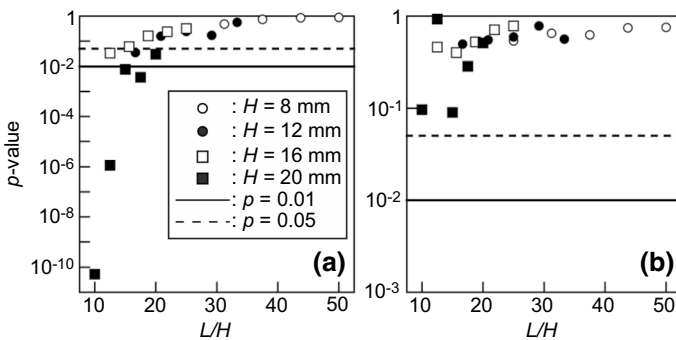 1
10-2
10-4
10-6
10-8
10-10
p-value
: H = 8 mm
: H = 12 mm
: H = 16 mm
: H = 20 mm
: p = 0.01
: p = 0.05
(a)
10 20 30 40 50
L/H
1
10-1
10-2
10-3
(b)
10 20 30 40 50
L/H